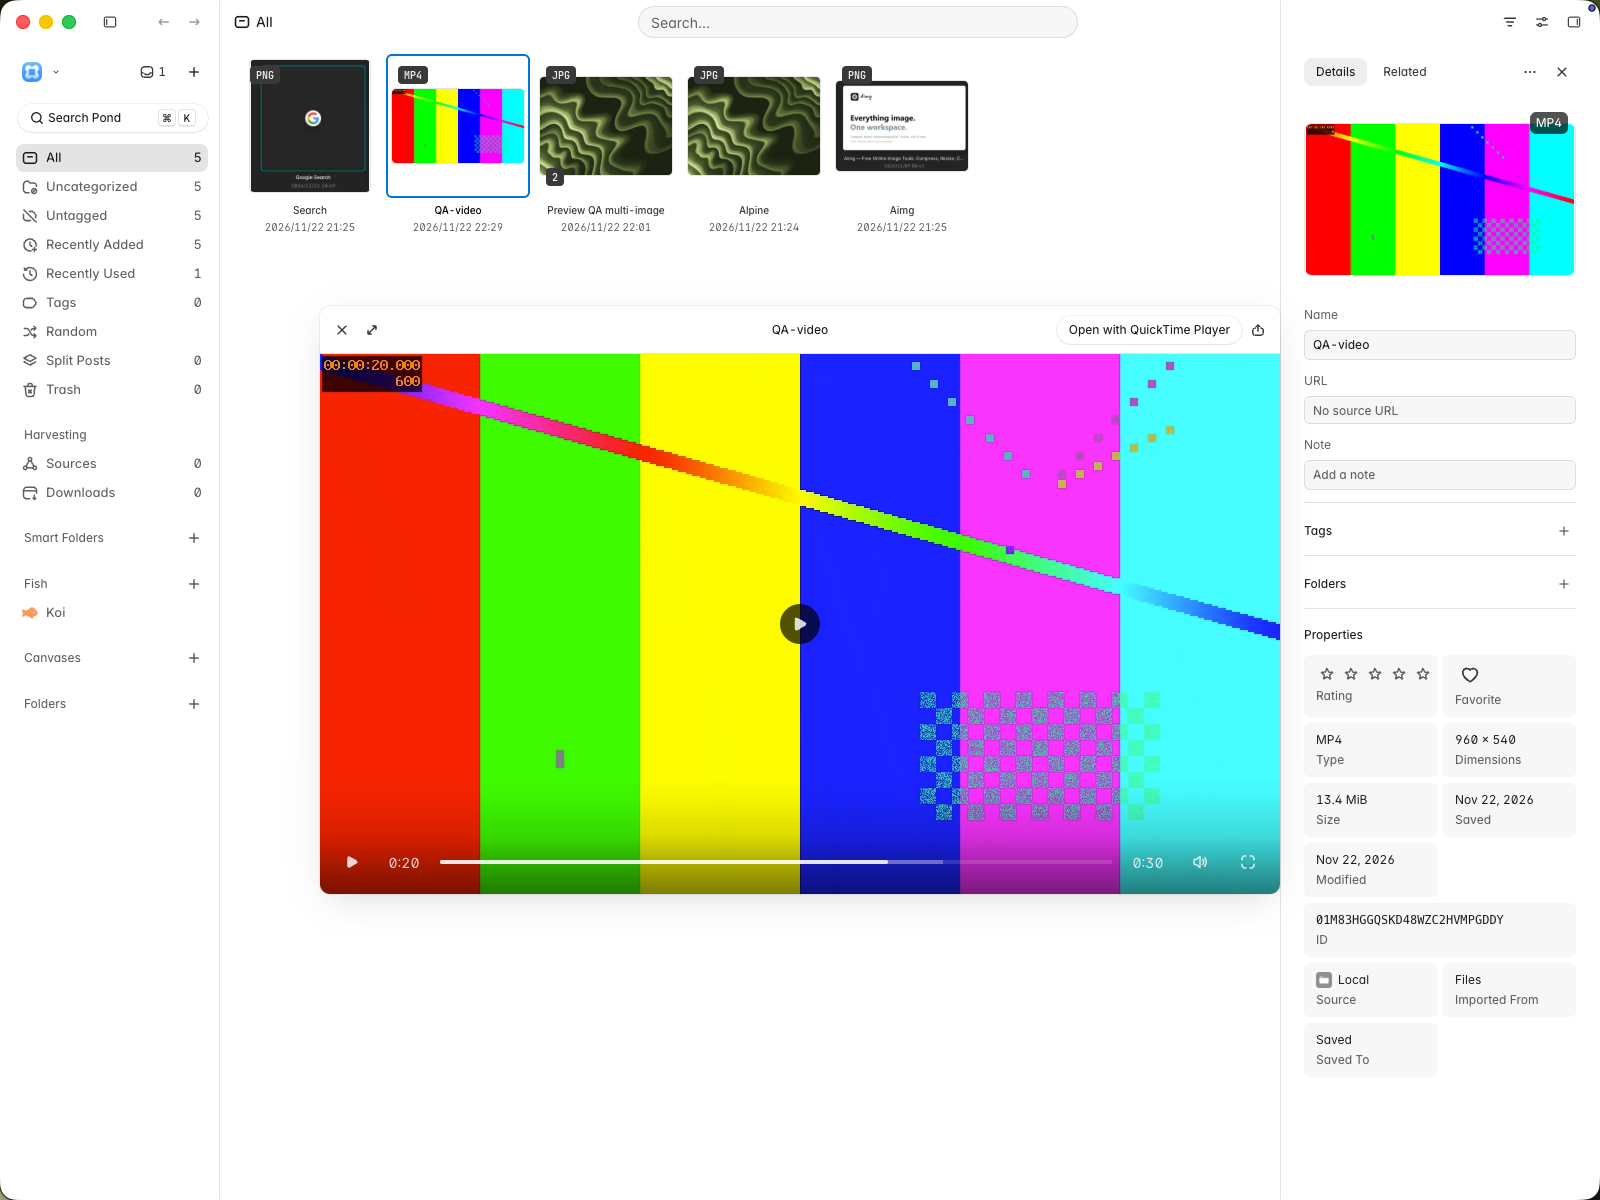 All
Search...
1
Search Pond
⌘ K
All 5
Uncategorized 5
Untagged 5
Recently Added 5
Recently Used 1
Tags 0
Random
Split Posts 0
Trash 0
Harvesting
Sources 0
Downloads 0
Smart Folders
Fish
Koi
Canvases
Folders
PNG
Google Search
Search
2026/11/22 21:25
MP4
QA-video
2026/11/22 22:29
JPG
2
Preview QA multi-image
2026/11/22 22:01
JPG
Alpine
2026/11/22 21:24
PNG
Aimg
Everything image.
One workspace.
Aimg
2026/11/22 21:25
QA-video
Open with QuickTime Player
00:00:20.000
600
0:20
0:30
Details
Related
MP4
Name
QA-video
URL
No source URL
Note
Add a note
Tags
Folders
Properties
Rating
Favorite
MP4
Type
960 × 540
Dimensions
13.4 MiB
Size
Nov 22, 2026
Saved
Nov 22, 2026
Modified
01M83HGGQSKD48WZC2HVMPGDDY
ID
Local
Source
Files
Imported From
Saved
Saved To